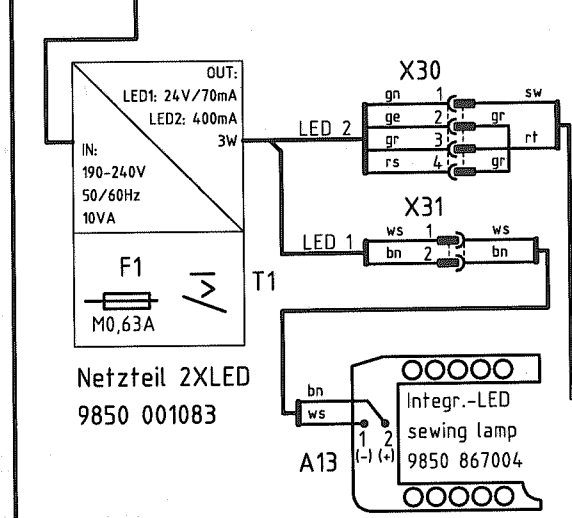 OUT:
LED1: 24V/70mA
LED2: 400mA
3W
IN:
190-240V
50/60Hz
10VA
F1
M0,63A
T1
Netzteil 2XLED
9850 001083
LED 2
X30
gn 1 sw
ge 2 gr
gr 3 rt
rs 4 gr
X31
LED 1
ws 1 ws
bn 2 bn
bn
ws
1 2
(-) (+)
A13
Integr.-LED
sewing lamp
9850 867004